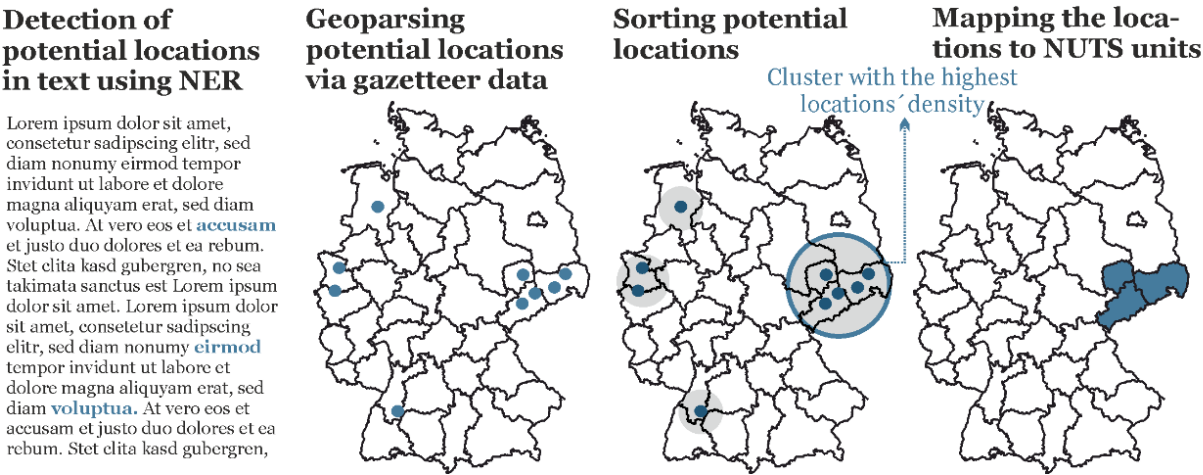 Detection of
potential locations
in text using NER
Lorem ipsum dolor sit amet,
consetetur sadipscing elitr, sed
diam nonumy eirmod tempor
invidunt ut labore et dolore
magna aliquyam erat, sed diam
voluptua. At vero eos et accusam
et justo duo dolores et ea rebum.
Stet clita kasd gubergren, no sea
takimata sanctus est Lorem ipsum
dolor sit amet. Lorem ipsum dolor
sit amet, consetetur sadipscing
elitr, sed diam nonumy eirmod
tempor invidunt ut labore et
dolore magna aliquyam erat, sed
diam voluptua. At vero eos et
accusam et justo duo dolores et ea
rebum. Stet clita kasd gubergren,
Geoparsing
potential locations
via gazetteer data
Sorting potential
locations
Cluster with the highest
locations´density
Mapping the loca-
tions to NUTS units